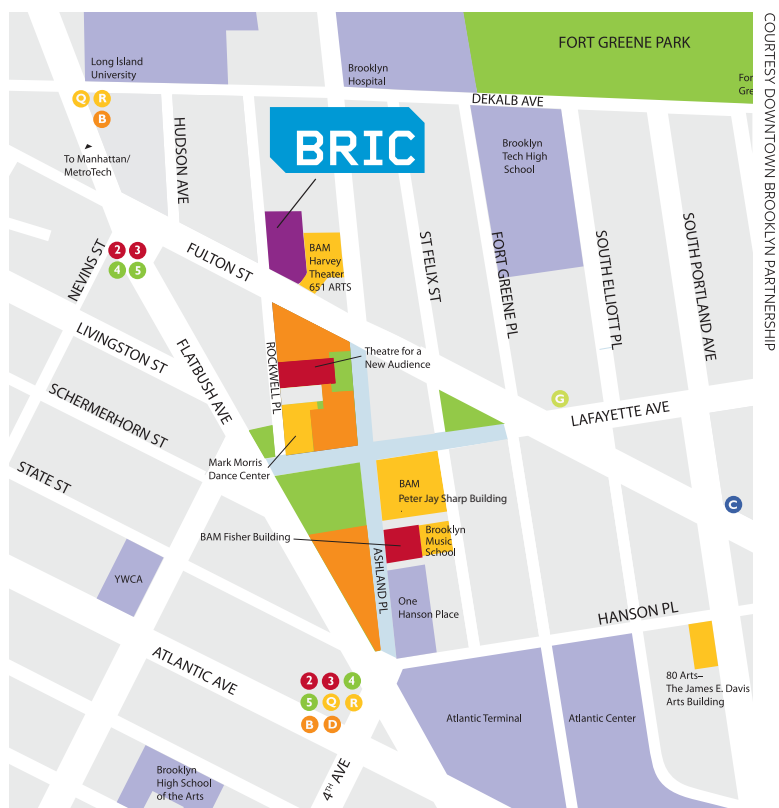 COURTESY DOWNTOWN BROOKLYN PARTNERSHIP
FORT GREENE PARK
Long Island
University
Brooklyn
Hospital
For
Gre
Q R
B
DEKALB AVE
HUDSON AVE
BRIC
Brooklyn
Tech High
School
To Manhattan/
MetroTech
NEVINS ST
2 3
4 5
FULTON ST
BAM
Harvey
Theater
651 ARTS
ST FELIX ST
FORT GREENE PL
SOUTH ELLIOTT PL
SOUTH PORTLAND AVE
LIVINGSTON ST
FLATBUSH AVE
ROCKWELL PL
Theatre for a
New Audience
SCHERMERHORN ST
G
LAFAYETTE AVE
STATE ST
Mark Morris
Dance Center
BAM
Peter Jay Sharp Building
C
BAM Fisher Building
Brooklyn
Music
School
ASHLAND PL
YWCA
One
Hanson Place
HANSON PL
ATLANTIC AVE
2 3 4
5 Q R
B D
80 Arts–
The James E. Davis
Arts Building
Atlantic Terminal
Atlantic Center
Brooklyn
High School
of the Arts
4TH AVE